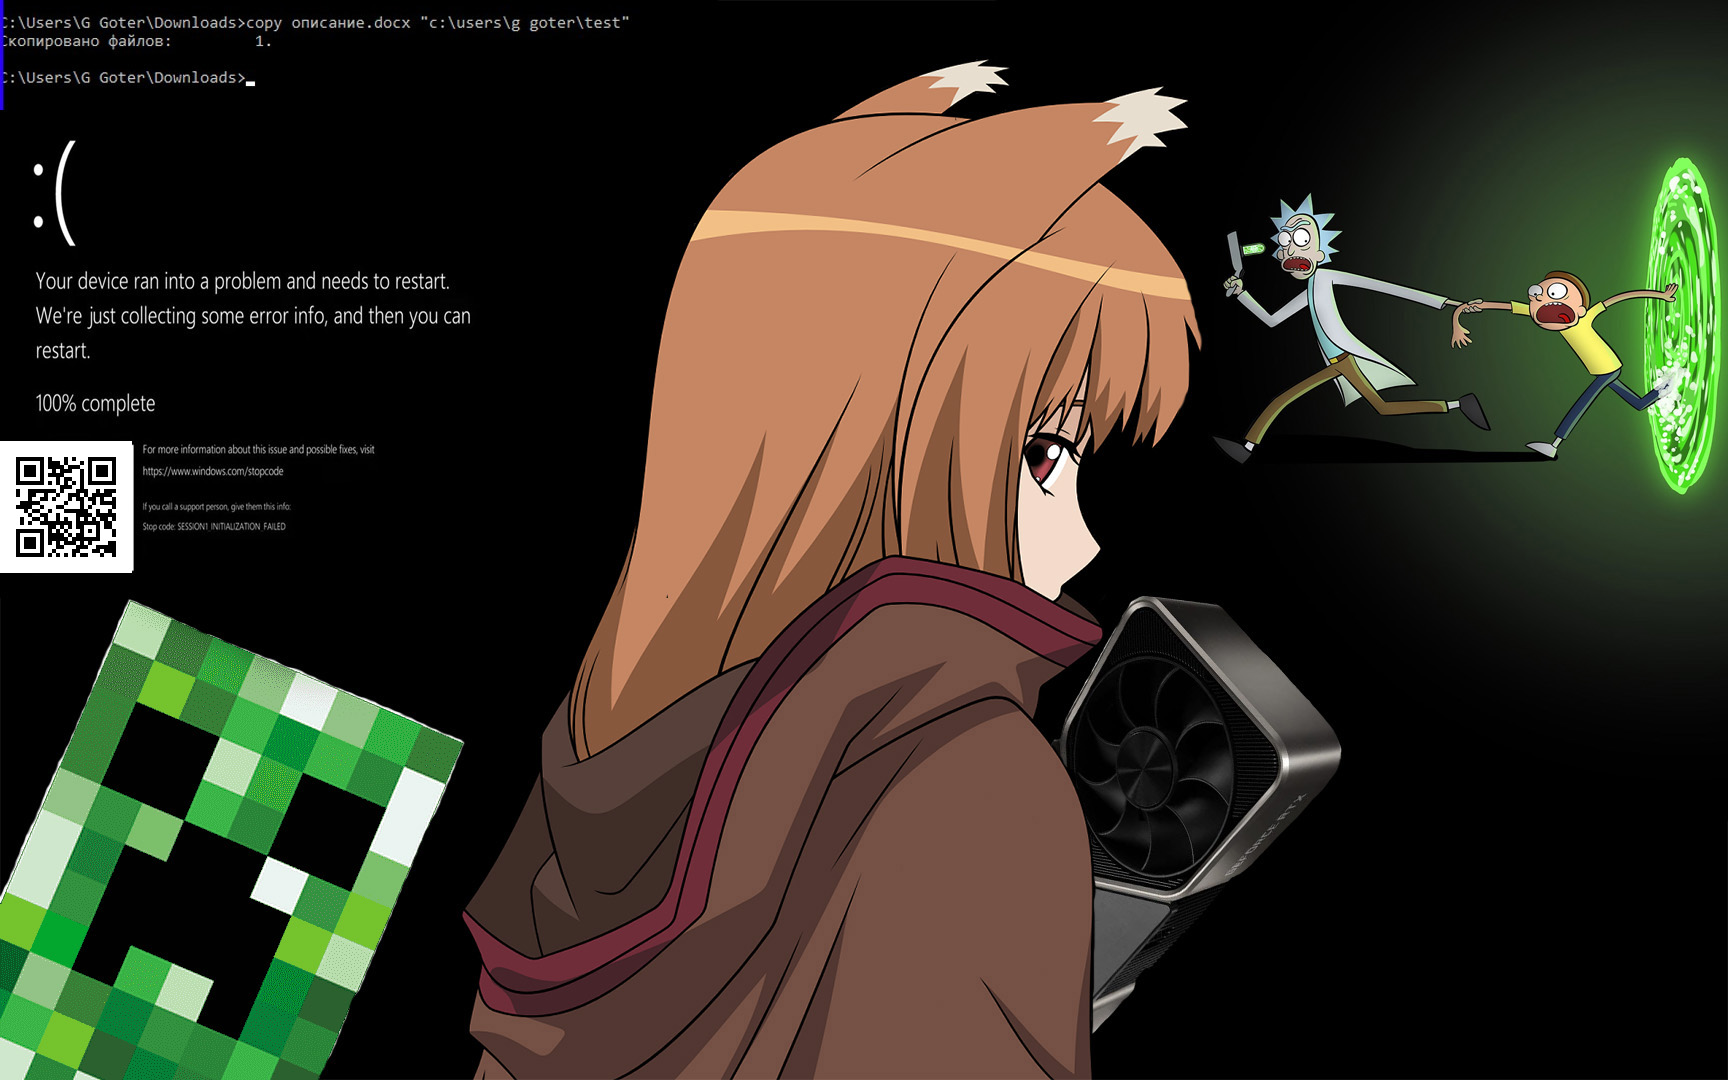 C:\Users\G Goter\Downloads>copy описание.docx "c:\users\g goter\test"
Скопировано файлов:         1.
C:\Users\G Goter\Downloads>
:(
Your device ran into a problem and needs to restart.
We're just collecting some error info, and then you can
restart.
100% complete
For more information about this issue and possible fixes, visit
https://www.windows.com/stopcode
If you call a support person, give them this info:
Stop code: SESSION1 INITIALIZATION FAILED
GEFORCE RTX